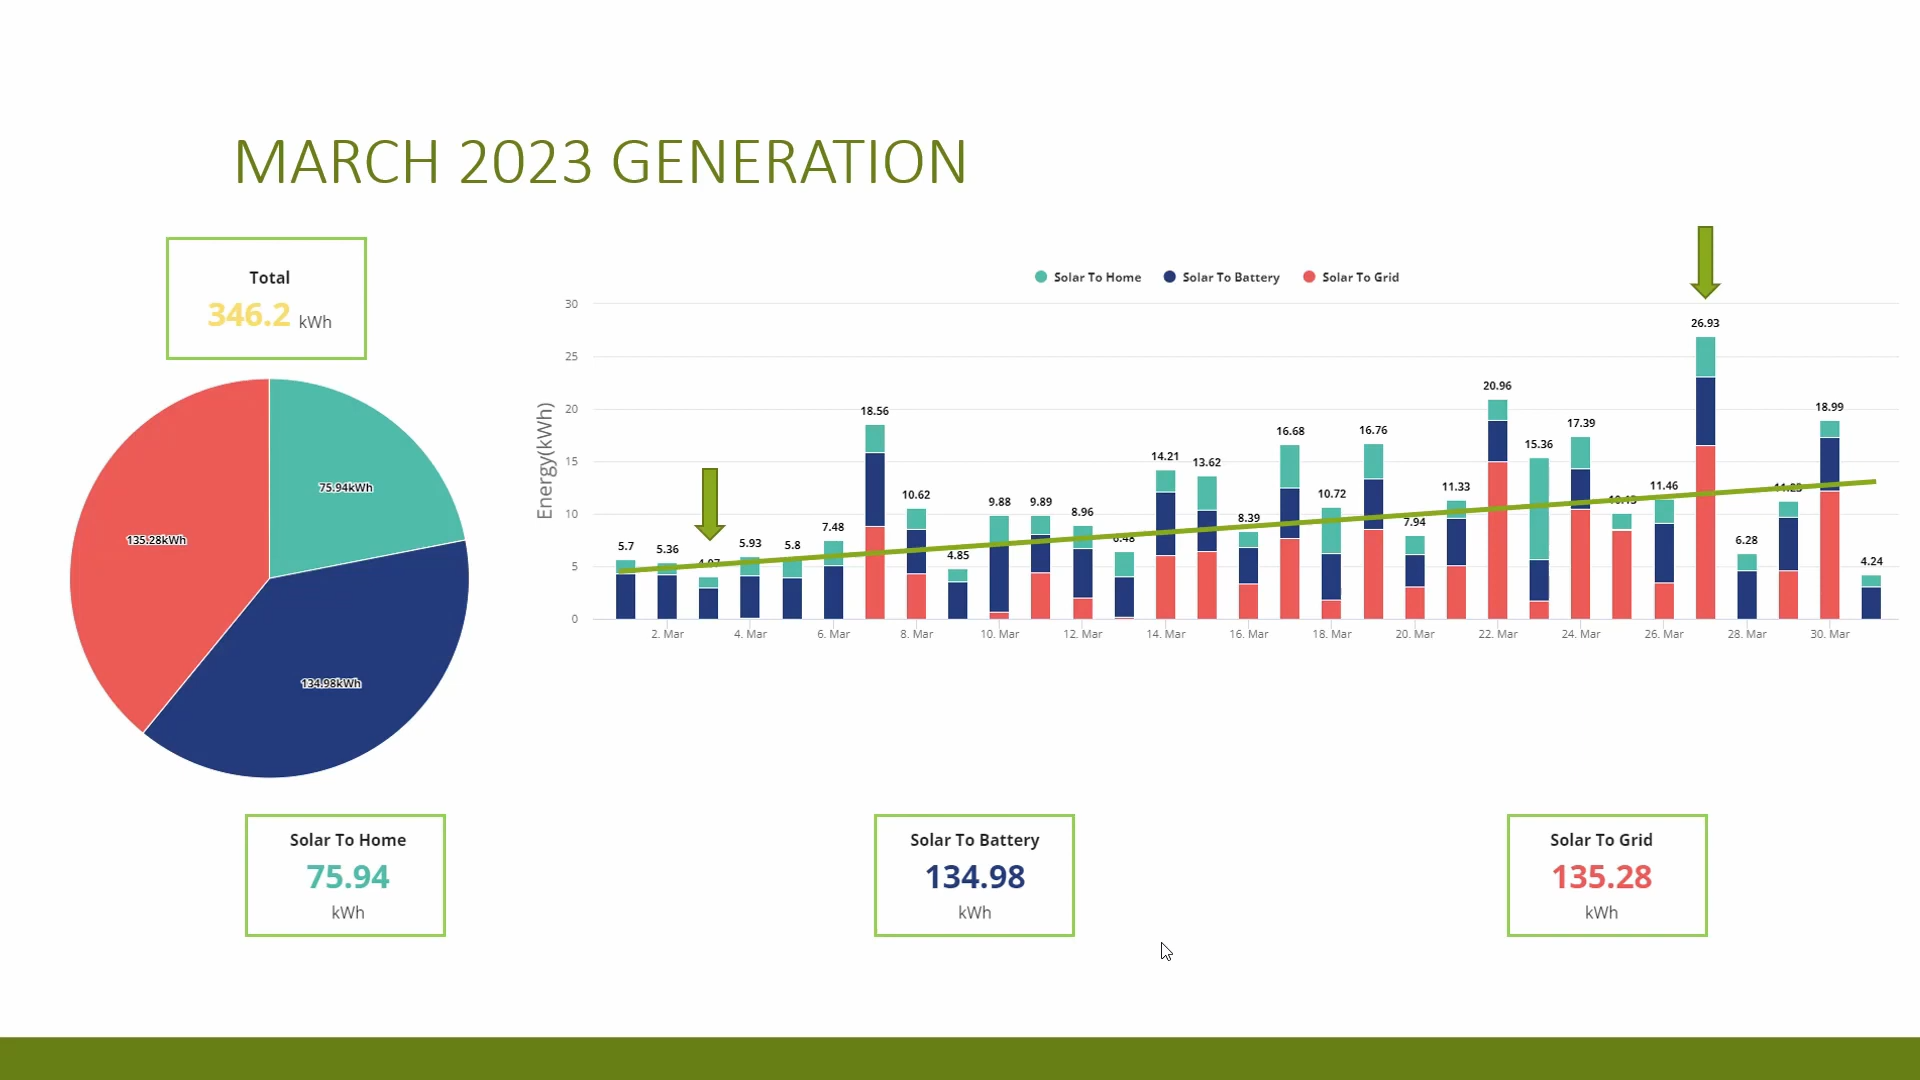 MARCH 2023 GENERATION
Total
346.2 kWh
75.94kWh
135.28kWh
134.98kWh
Solar To Home Solar To Battery Solar To Grid
Energy(kWh)
30
25
20
15
10
5
0
5.7 5.36 5.93 5.8 7.48 18.56 10.62 4.85 9.88 9.89 8.96 14.21 13.62 8.39 16.68 10.72 16.76 7.94 11.33 20.96 15.36 17.39 11.46 26.93 6.28 18.99 4.24
2. Mar 4. Mar 6. Mar 8. Mar 10. Mar 12. Mar 14. Mar 16. Mar 18. Mar 20. Mar 22. Mar 24. Mar 26. Mar 28. Mar 30. Mar
Solar To Home
75.94
kWh
Solar To Battery
134.98
kWh
Solar To Grid
135.28
kWh